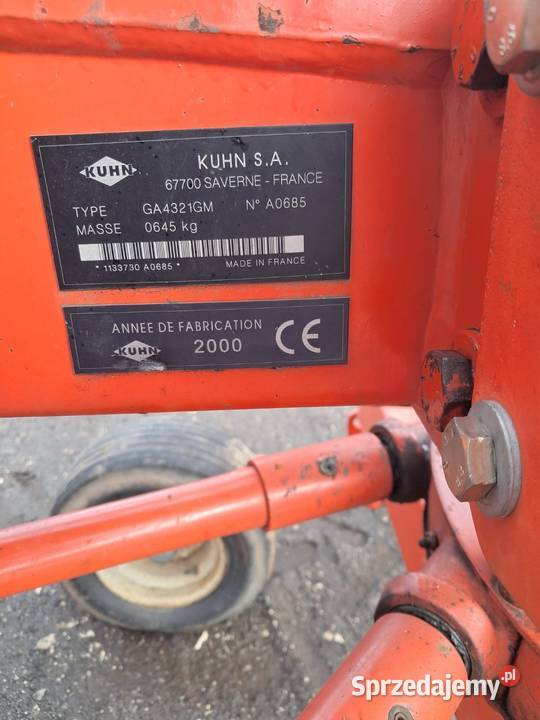 KUHN
KUHN S.A.
67700 SAVERNE - FRANCE
TYPE GA4321GM N° A0685
MASSE 0645 kg
* 1133730 A0685 * MADE IN FRANCE
ANNEE DE FABRICATION
KUHN 2000 CE
Sprzedajemy.pl